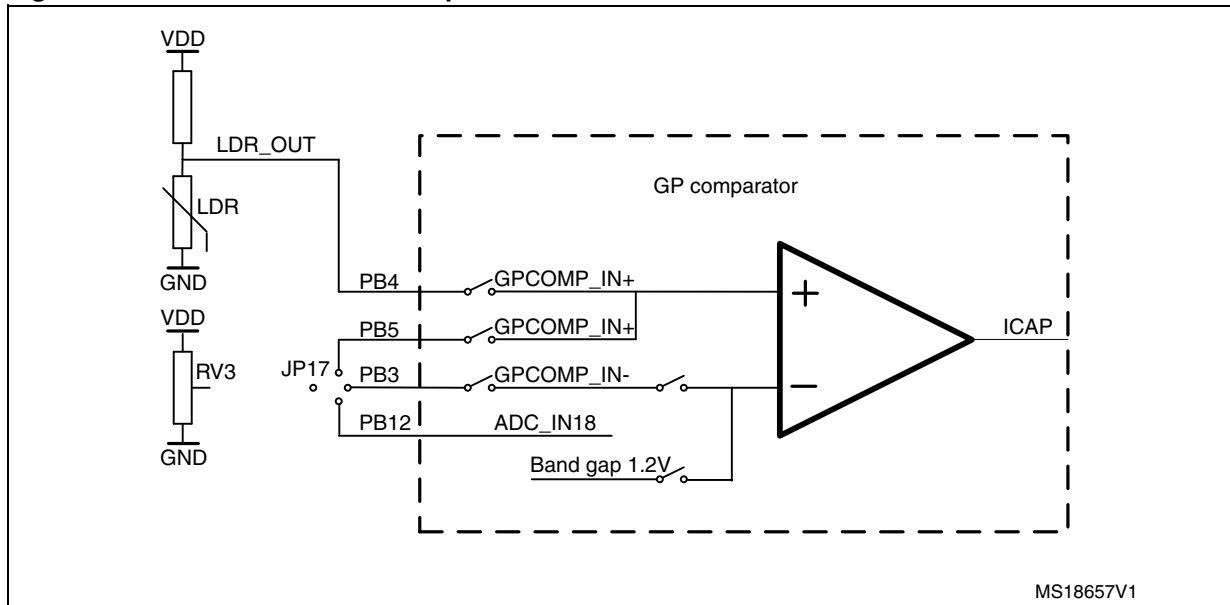 VDD
LDR_OUT
GP comparator
LDR
GND
PB4
GPCOMP_IN+
+
VDD
PB5
GPCOMP_IN+
ICAP
RV3
JP17
PB3
GPCOMP_IN-
−
PB12
ADC_IN18
GND
Band gap 1.2V
MS18657V1